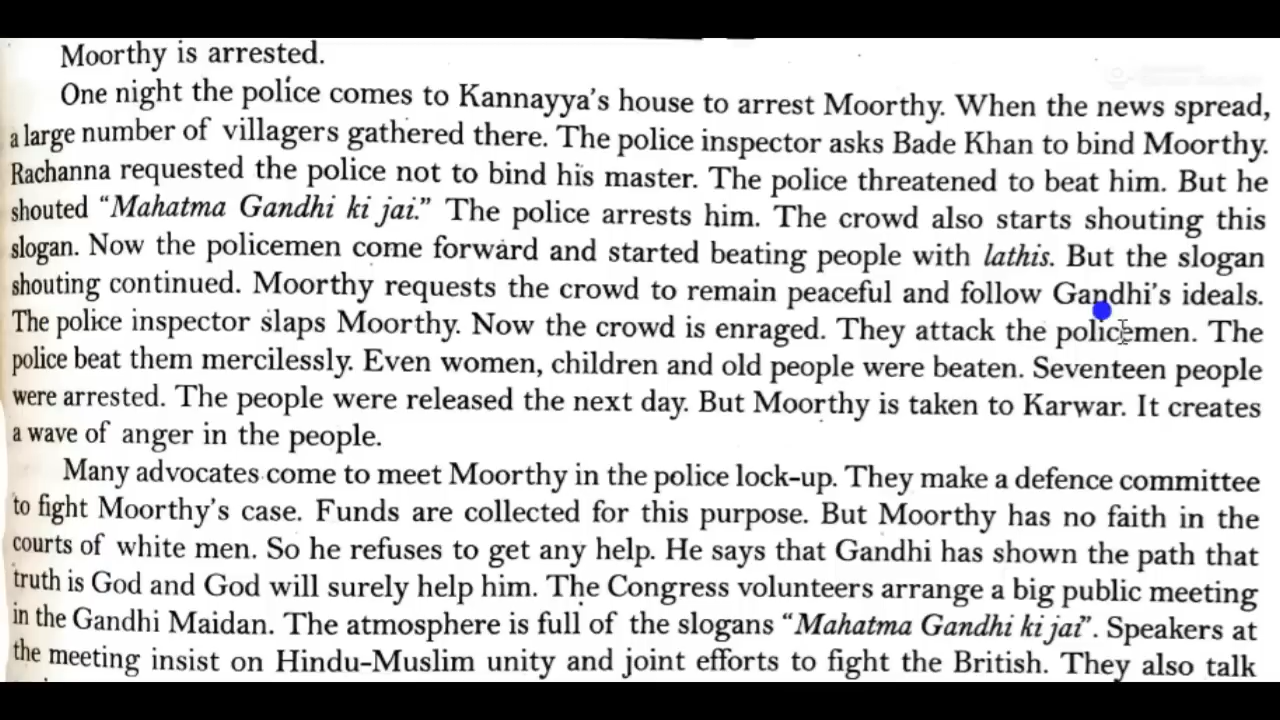 Moorthy is arrested.
One night the police comes to Kannayya's house to arrest Moorthy. When the news spread,
a large number of villagers gathered there. The police inspector asks Bade Khan to bind Moorthy.
Rachanna requested the police not to bind his master. The police threatened to beat him. But he
shouted “Mahatma Gandhi ki jai.” The police arrests him. The crowd also starts shouting this
slogan. Now the policemen come forward and started beating people with lathis. But the slogan
shouting continued. Moorthy requests the crowd to remain peaceful and follow Gandhi's ideals.
The police inspector slaps Moorthy. Now the crowd is enraged. They attack the policemen. The
police beat them mercilessly. Even women, children and old people were beaten. Seventeen people
were arrested. The people were released the next day. But Moorthy is taken to Karwar. It creates
a wave of anger in the people.
Many advocates come to meet Moorthy in the police lock-up. They make a defence committee
to fight Moorthy's case. Funds are collected for this purpose. But Moorthy has no faith in the
courts of white men. So he refuses to get any help. He says that Gandhi has shown the path that
truth is God and God will surely help him. The Congress volunteers arrange a big public meeting
in the Gandhi Maidan. The atmosphere is full of the slogans “Mahatma Gandhi ki jai”. Speakers at
the meeting insist on Hindu-Muslim unity and joint efforts to fight the British. They also talk